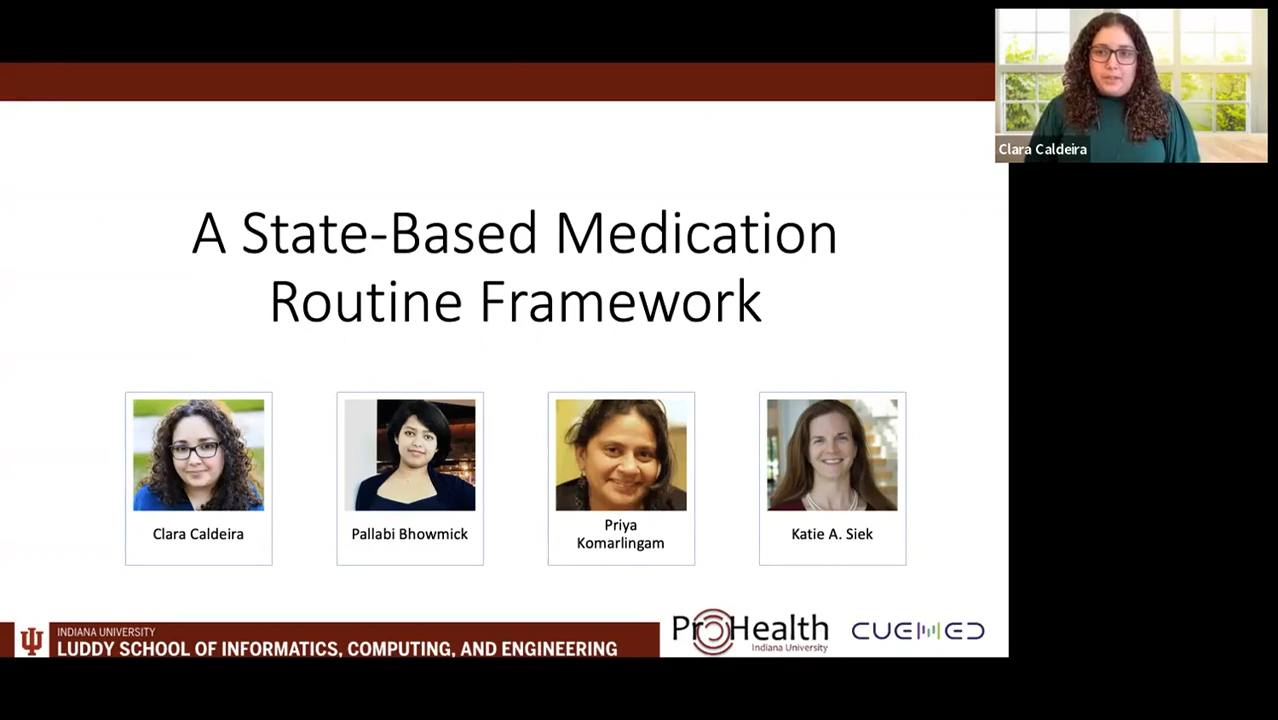 Clara Caldeira
A State-Based Medication
Routine Framework
Clara Caldeira
Pallabi Bhowmick
Priya
Komarlingam
Katie A. Siek
INDIANA UNIVERSITY
LUDDY SCHOOL OF INFORMATICS, COMPUTING, AND ENGINEERING
ProHealth
Indiana University
CUEMED